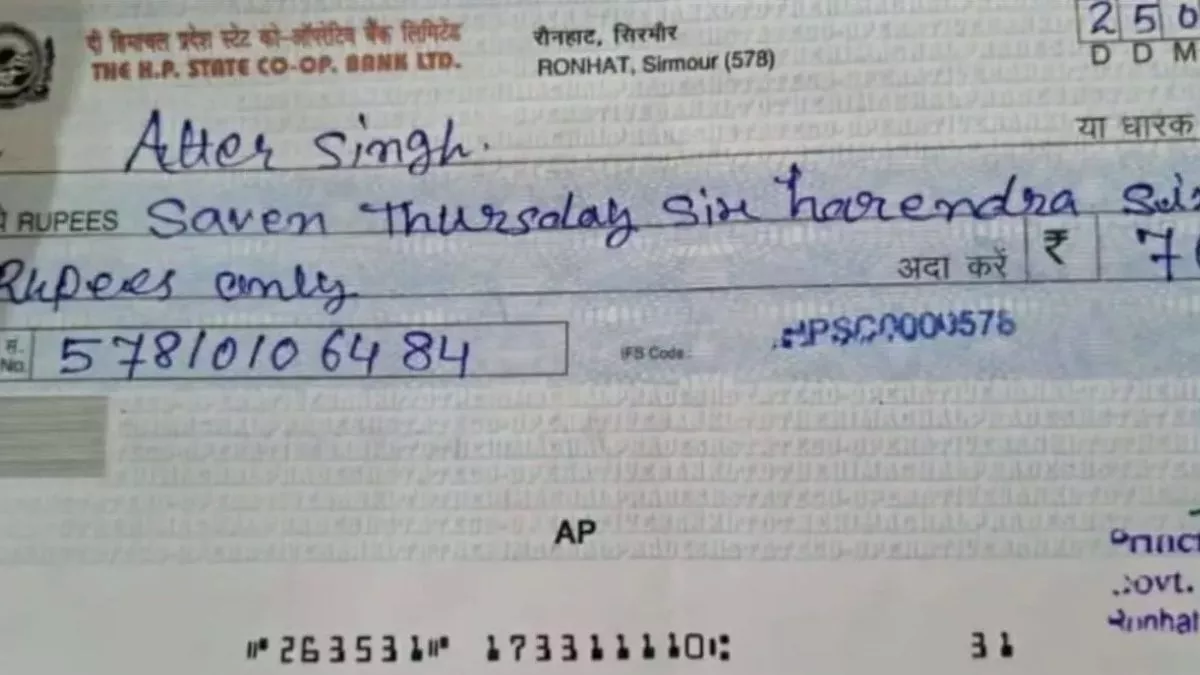 दी हिमाचल प्रदेश स्टेट को-ऑपरेटिव बैंक लिमिटेड
THE H.P. STATE CO-OP. BANK LTD.
रोनहाट, सिरमौर
RONHAT, Sirmour (578)
2 5 0
D D M
Atter Singh.
या धारक
RUPEES Saven Thursday Six harendra
Rupees only
अदा करें ₹ 7
सं.
No. 57810106484
IFS Code:
HPSC0000578
AP
Govt.
Ronhat
⑈263531⑈ 173311110⑆ 31